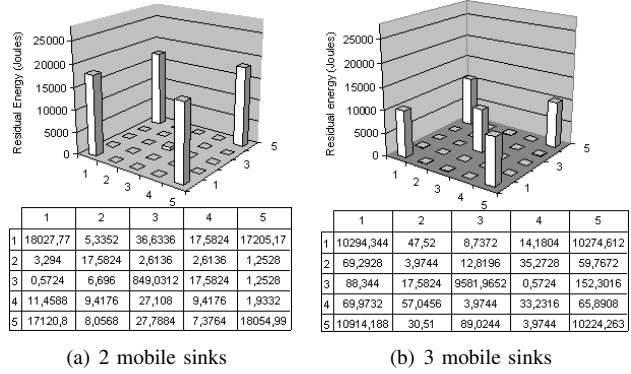 Residual Energy (Joules)
25000
20000
15000
10000
5000
0
1
2
3
4
5
1
3
5
1 2 3 4 5
1 18027,77 5,3352 36,6336 17,5824 17205,17
2 3,294 17,5824 2,6136 2,6136 1,2528
3 0,5724 6,696 849,0312 17,5824 1,2528
4 11,4588 9,4176 27,108 9,4176 1,9332
5 17120,8 8,0568 27,7884 7,3764 18054,99
(a) 2 mobile sinks
Residual Energy (Joules)
25000
20000
15000
10000
5000
0
1
2
3
4
5
1
3
5
1 2 3 4 5
1 10294,344 47,52 8,7372 14,1804 10274,612
2 69,2928 3,9744 12,8196 35,2728 59,7672
3 88,344 17,5824 9581,9652 0,5724 152,3016
4 69,9732 57,0456 3,9744 33,2316 65,8908
5 10914,188 30,51 89,0244 3,9744 10224,263
(b) 3 mobile sinks